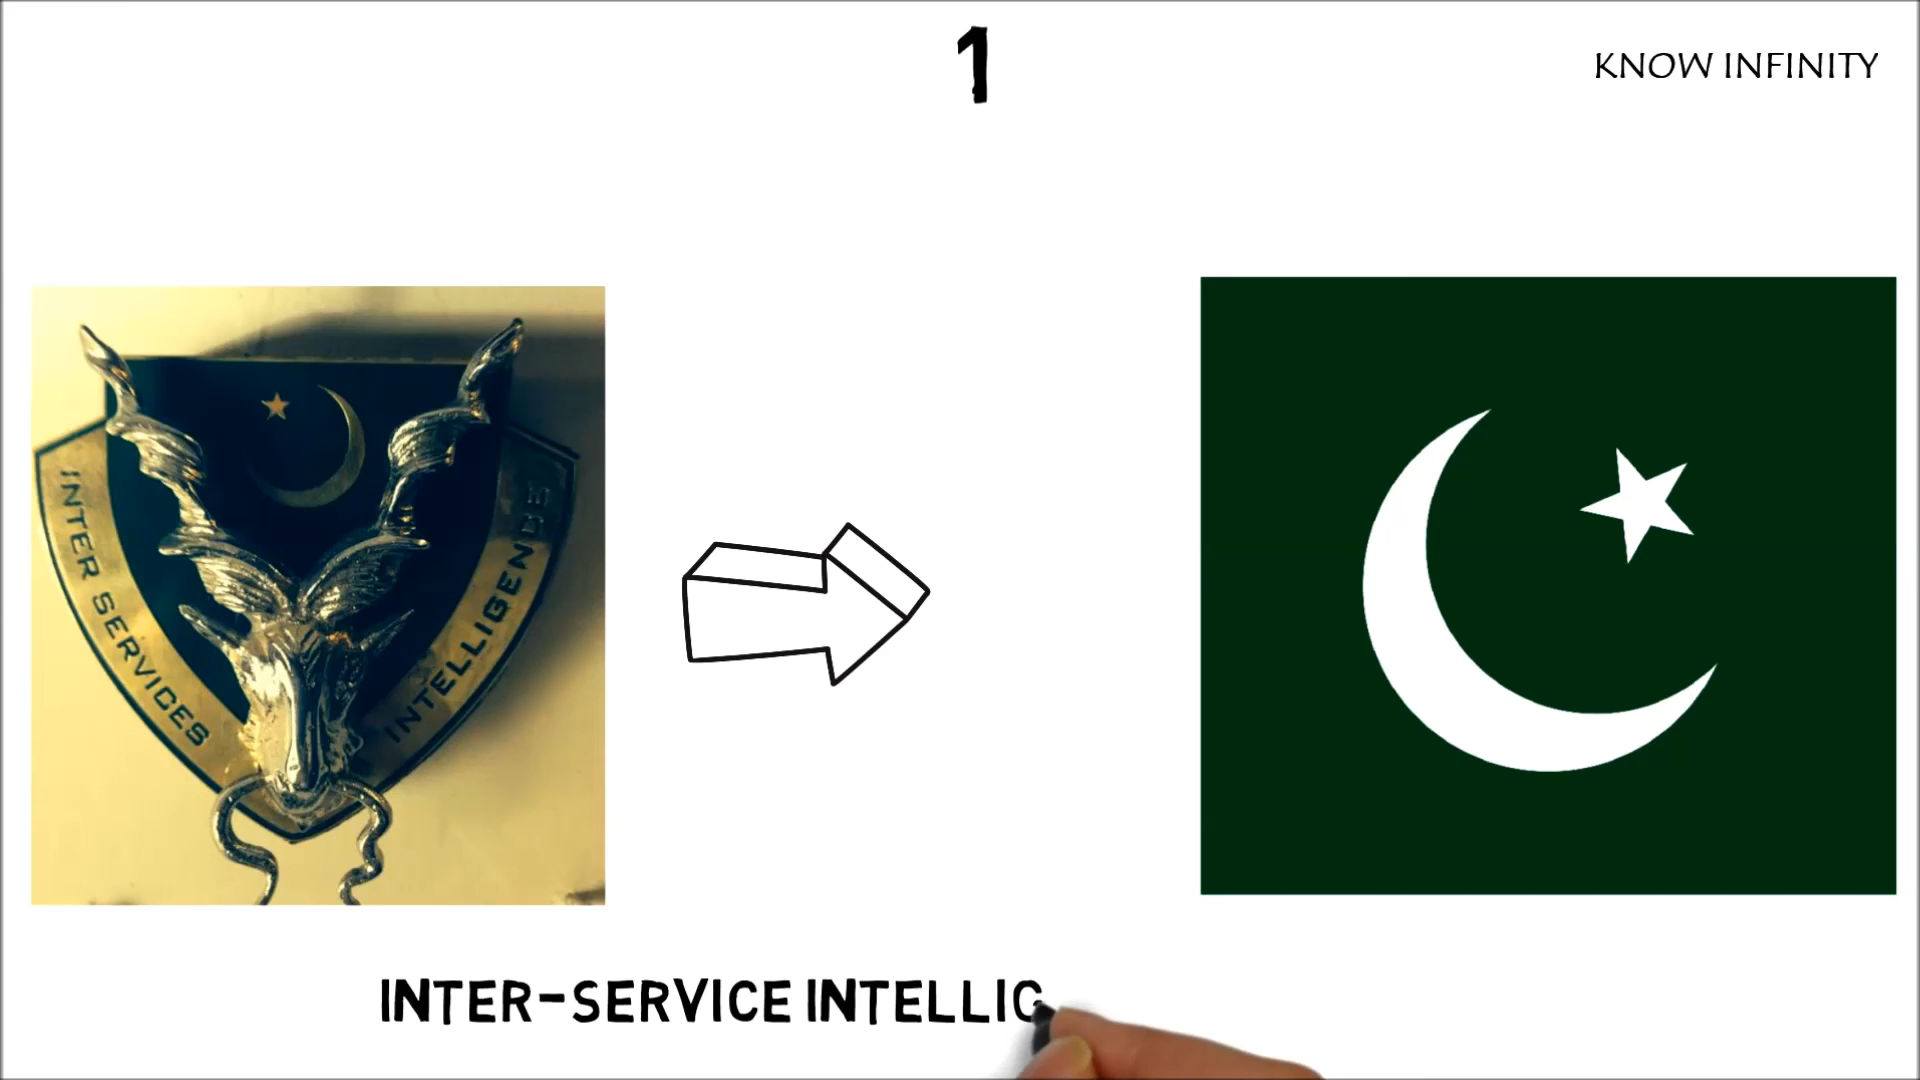 1
KNOW INFINITY
INTER SERVICES
INTELLIGENCE
INTER-SERVICE INTELLIG